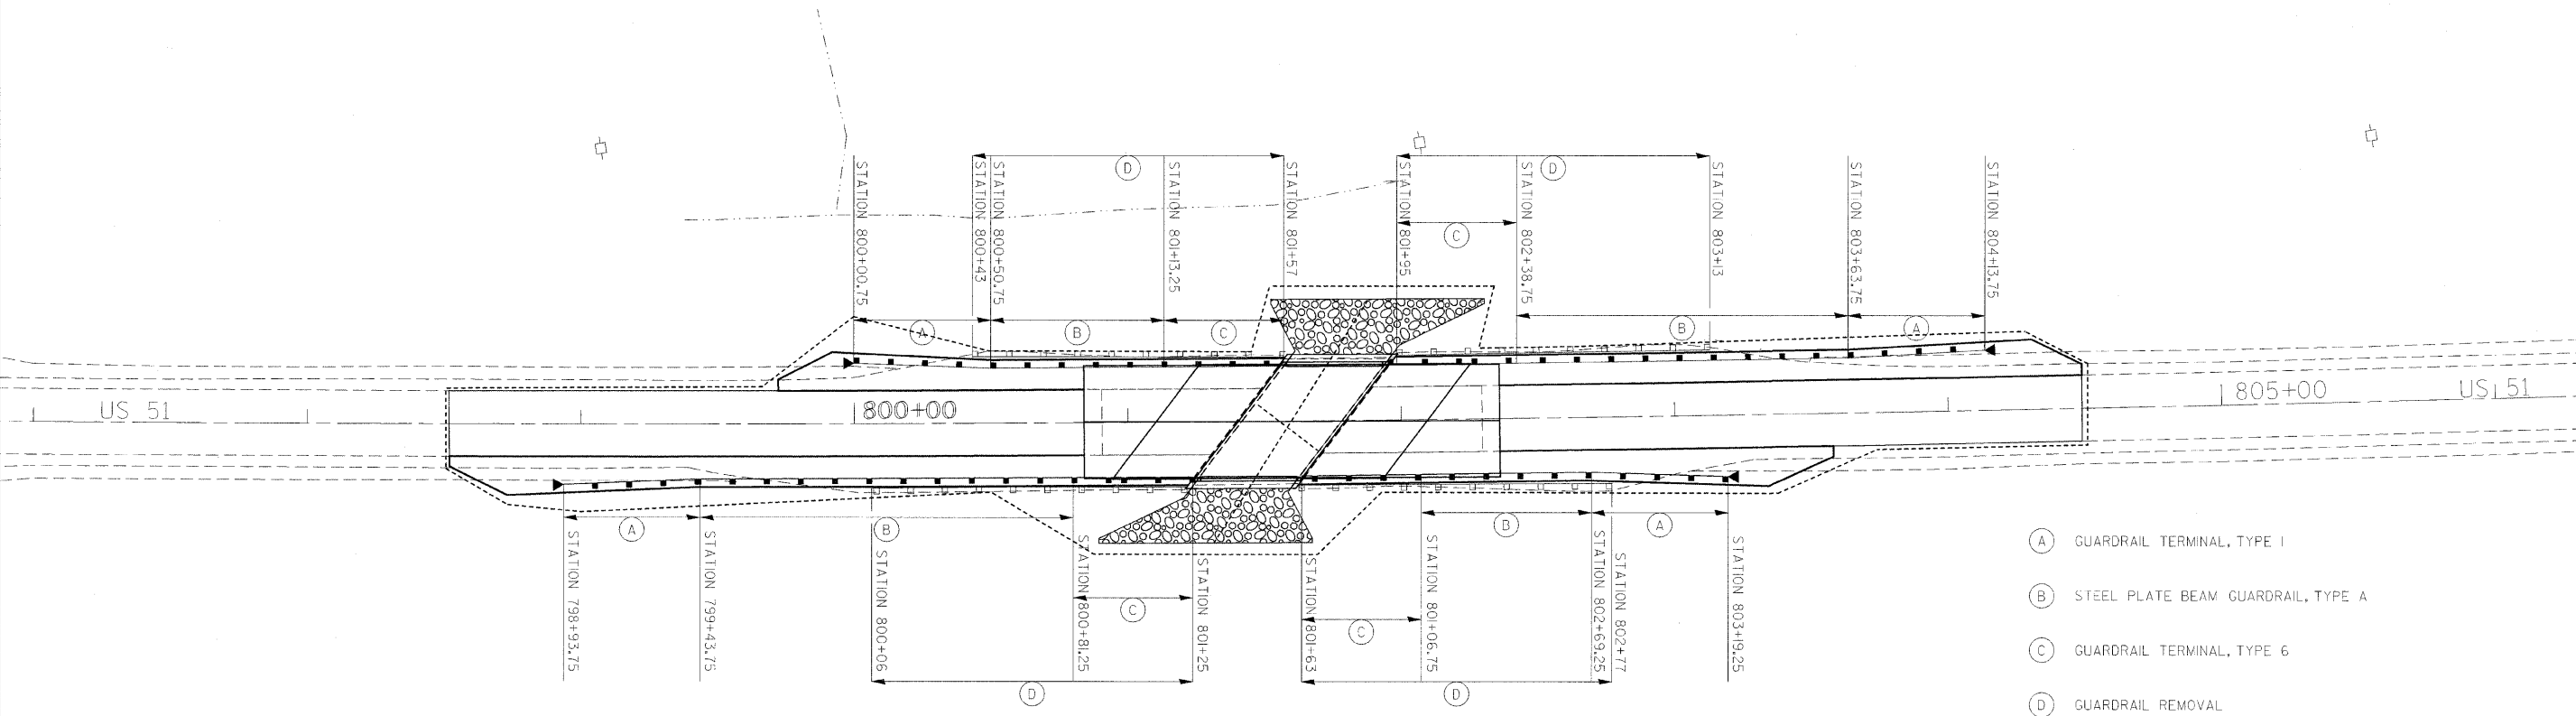 D
D
STATION 800+00.75
STATION 800+43
STATION 800+50.75
STATION 801+13.25
STATION 801+57
STATION 801+95
STATION 802+38.75
STATION 803+13
STATION 803+63.75
STATION 804+13.75
C
A
B
C
B
A
US 51
800+00
805+00
US 51
A
B
B
A
STATION 798+93.75
STATION 799+43.75
STATION 800+06
STATION 800+81.25
STATION 801+25
STATION 801+63
STATION 801+06.75
STATION 802+69.25
STATION 802+77
STATION 803+19.25
C
C
D
D
A GUARDRAIL TERMINAL, TYPE 1
B STEEL PLATE BEAM GUARDRAIL, TYPE A
C GUARDRAIL TERMINAL, TYPE 6
D GUARDRAIL REMOVAL